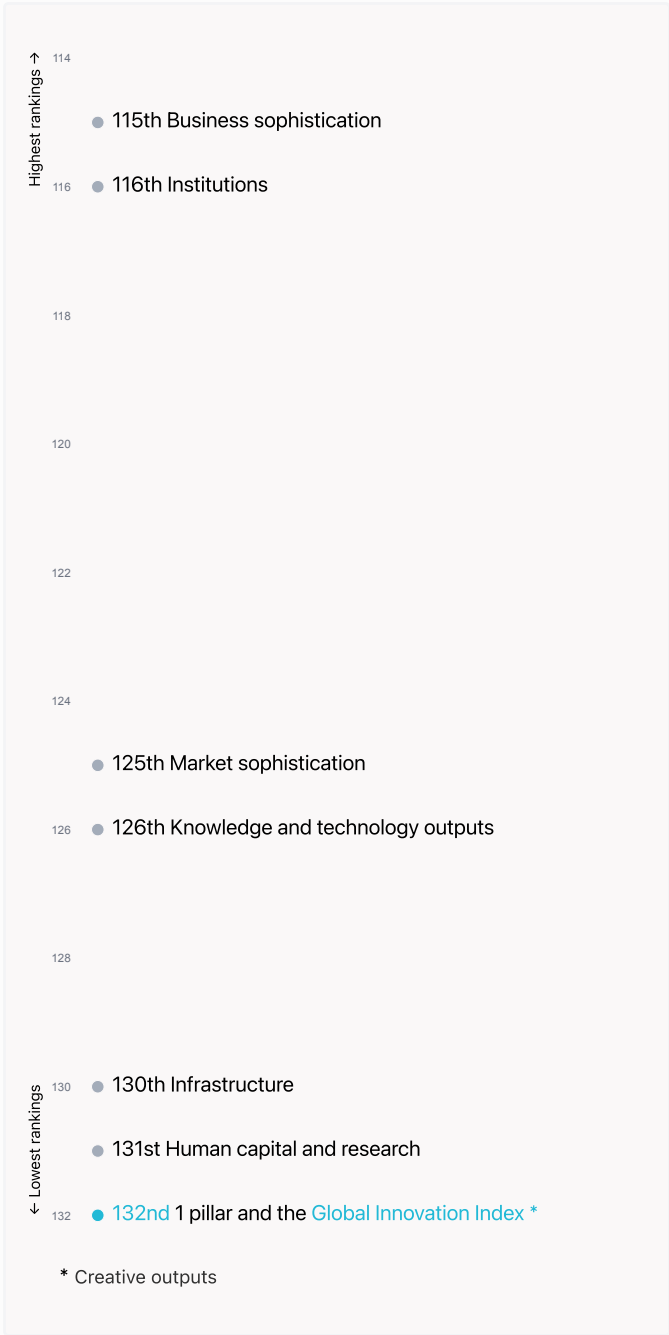 Highest rankings →
114
115th Business sophistication
116 116th Institutions
118
120
122
124
125th Market sophistication
126 126th Knowledge and technology outputs
128
← Lowest rankings
130 130th Infrastructure
131st Human capital and research
132 132nd 1 pillar and the Global Innovation Index *
* Creative outputs